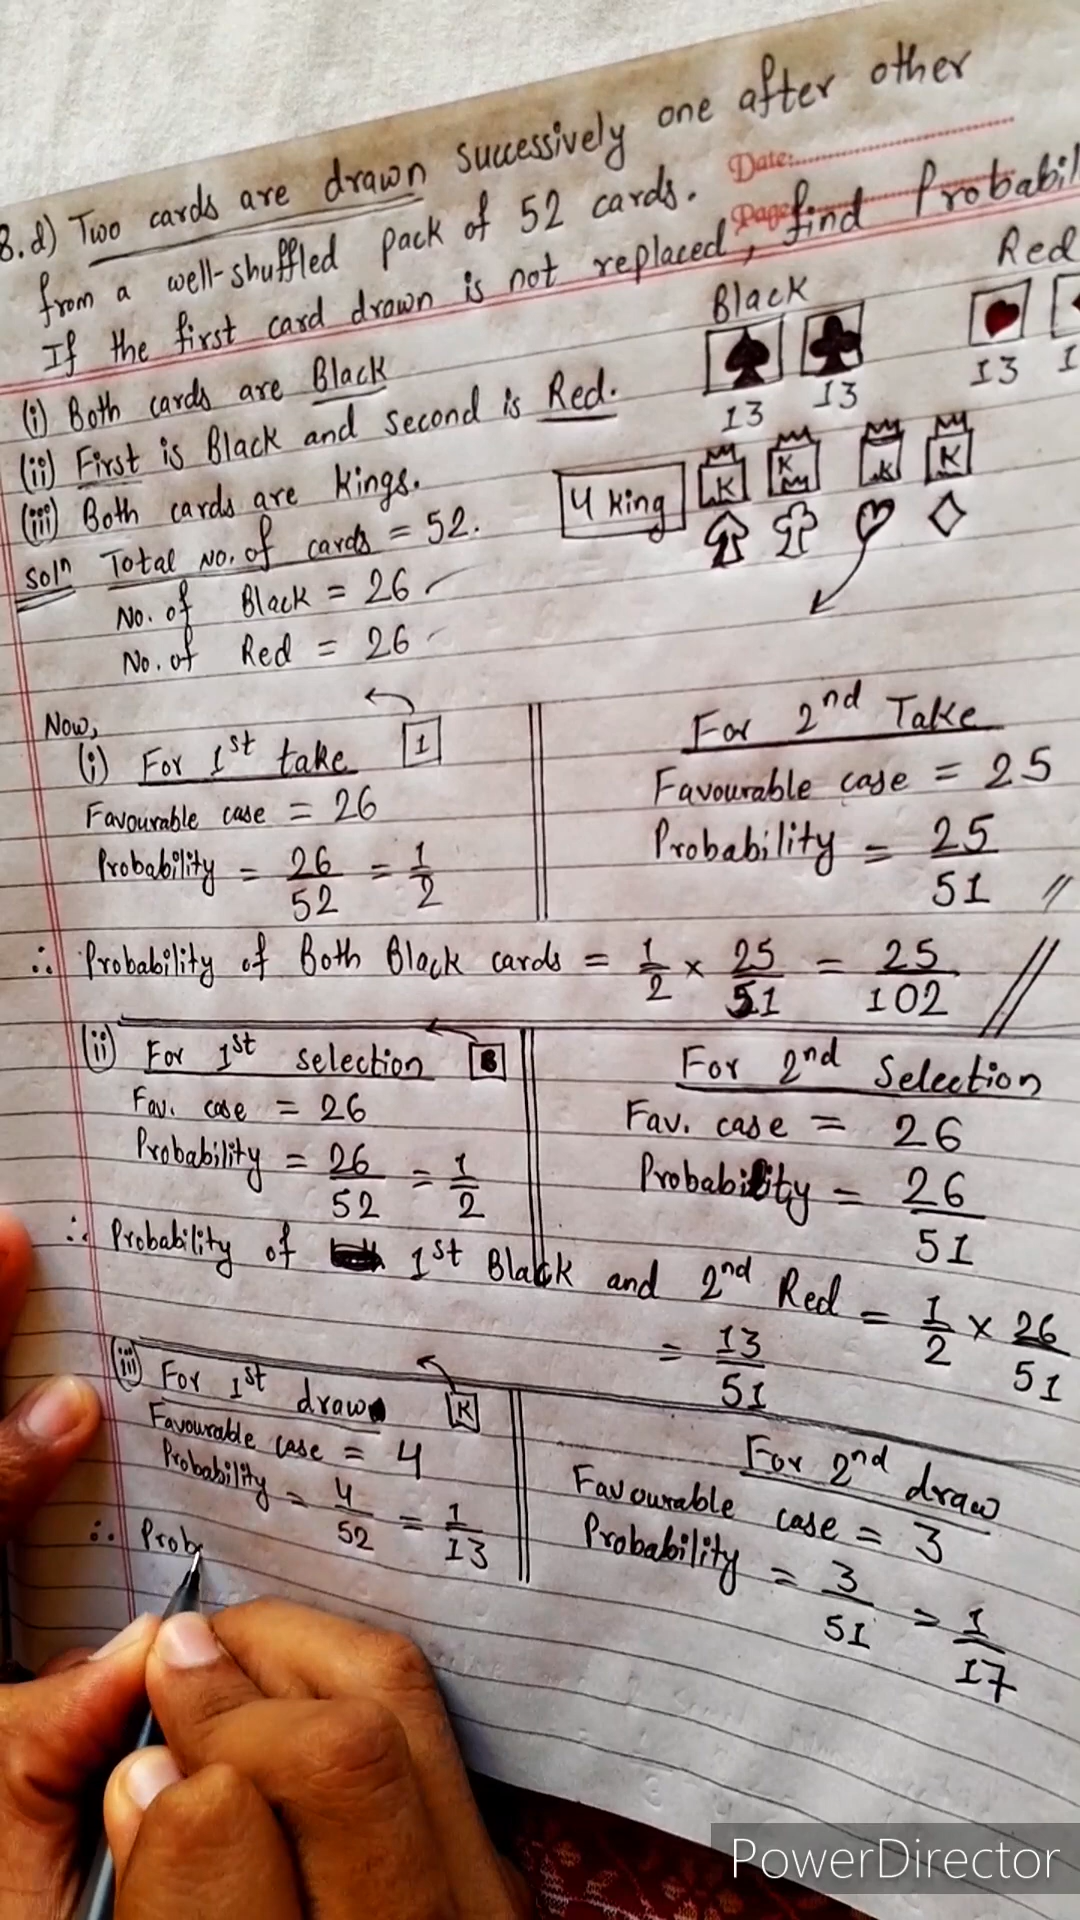 8.d) Two cards are drawn successively one after other
from a well-shuffled pack of 52 cards.
Date:
Page
If the first card drawn is not replaced, find Probabil
(i) Both cards are Black
(ii) First is Black and second is Red.
(iii) Both cards are Kings.
Black
Red
13 13
13 1
4 King
K K K K
Soln Total No. of cards = 52.
No. of Black = 26
No. of Red = 26
Now,
(i) For 1st take
1
Favourable case = 26
Probability = 26/52 = 1/2
For 2nd Take
Favourable case = 25
Probability = 25/51 //
∴ Probability of Both Black cards = 1/2 × 25/51 = 25/102 //
(ii) For 1st selection
B
Fav. case = 26
Probability = 26/52 = 1/2
For 2nd Selection
Fav. case = 26
Probability = 26/51
∴ Probability of 1st Black and 2nd Red = 1/2 × 26/51
= 13/51
(iii) For 1st draw
K
Favourable case = 4
Probability = 4/52 = 1/13
For 2nd draw
Favourable case = 3
Probability = 3/51 = 1/17
∴ Prob
PowerDirector